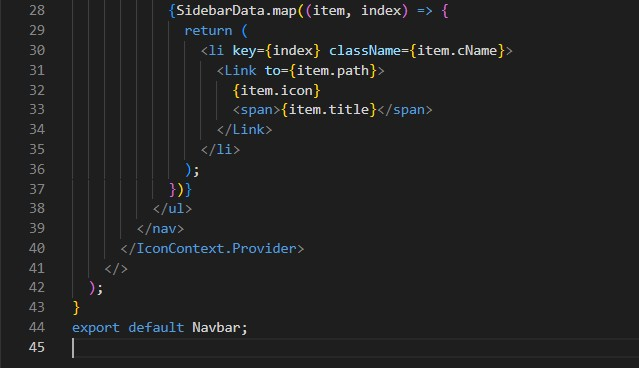 28 {SidebarData.map((item, index) => {
29 return (
30 <li key={index} className={item.cName}>
31 <Link to={item.path}>
32 {item.icon}
33 <span>{item.title}</span>
34 </Link>
35 </li>
36 );
37 })}
38 </ul>
39 </nav>
40 </IconContext.Provider>
41 </>
42 );
43 }
44 export default Navbar;
45